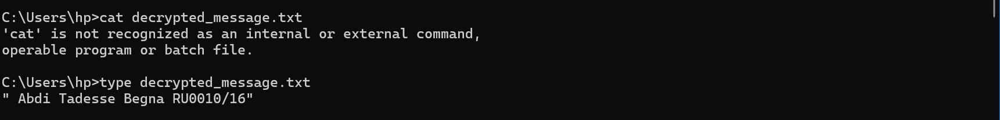 C:\Users\hp>cat decrypted_message.txt
'cat' is not recognized as an internal or external command,
operable program or batch file.
C:\Users\hp>type decrypted_message.txt
" Abdi Tadesse Begna RU0010/16"